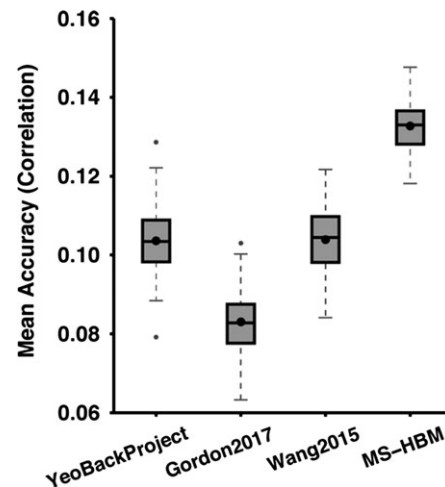 Mean Accuracy (Correlation)
0.16
0.14
0.12
0.10
0.08
0.06
YeoBackProject
Gordon2017
Wang2015
MS-HBM